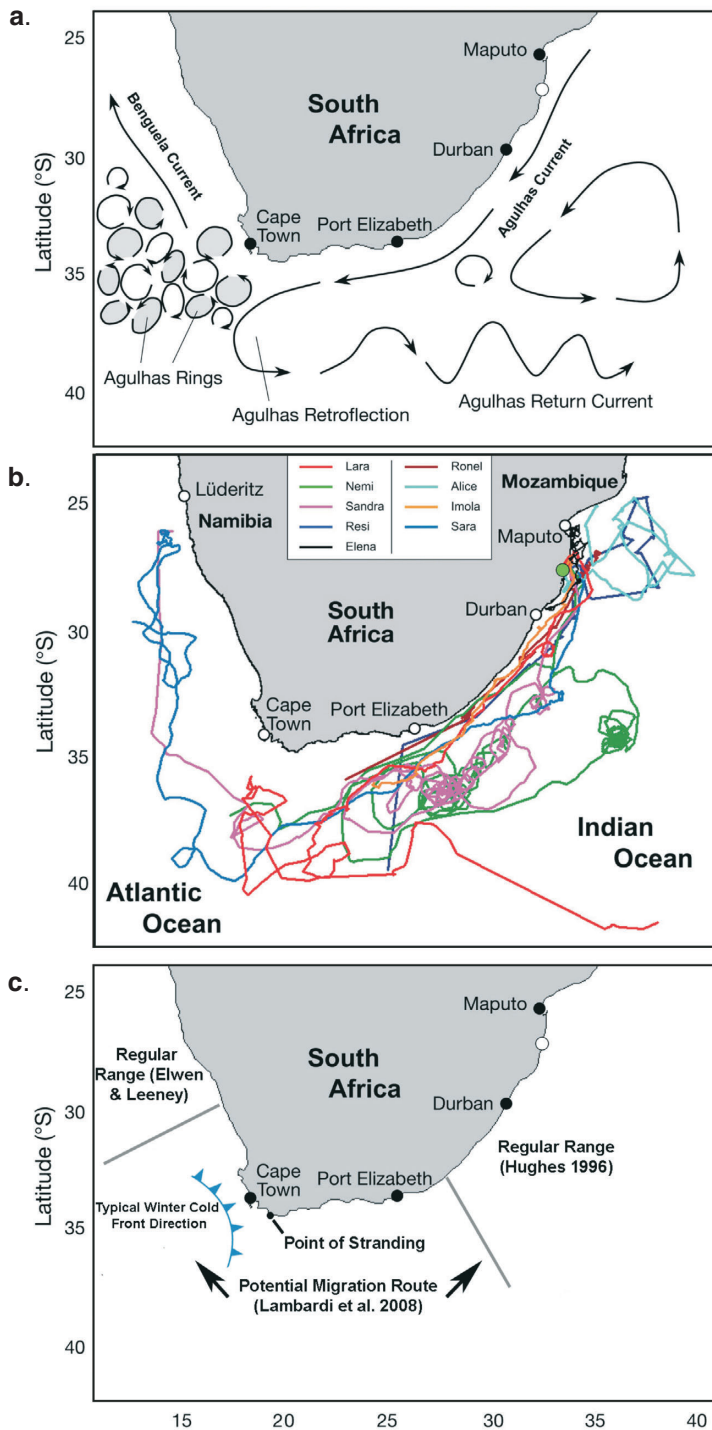 a.
25
30
35
40
Latitude (°S)
Maputo
South
Africa
Durban
Benguela Current
Agulhas Current
Cape
Town
Port Elizabeth
Agulhas Rings
Agulhas Retroflection
Agulhas Return Current
b.
25
30
35
40
Latitude (°S)
Lara
Nemi
Sandra
Resi
Elena
Ronel
Alice
Imola
Sara
Lüderitz
Namibia
Mozambique
Maputo
South
Africa
Durban
Cape
Town
Port Elizabeth
Indian
Ocean
Atlantic
Ocean
c.
25
30
35
40
Latitude (°S)
Maputo
South
Africa
Regular
Range (Elwen
& Leeney)
Durban
Regular Range
(Hughes 1996)
Cape
Town
Port Elizabeth
Typical Winter Cold
Front Direction
Point of Stranding
Potential Migration Route
(Lambardi et al. 2008)
15
20
25
30
35
40